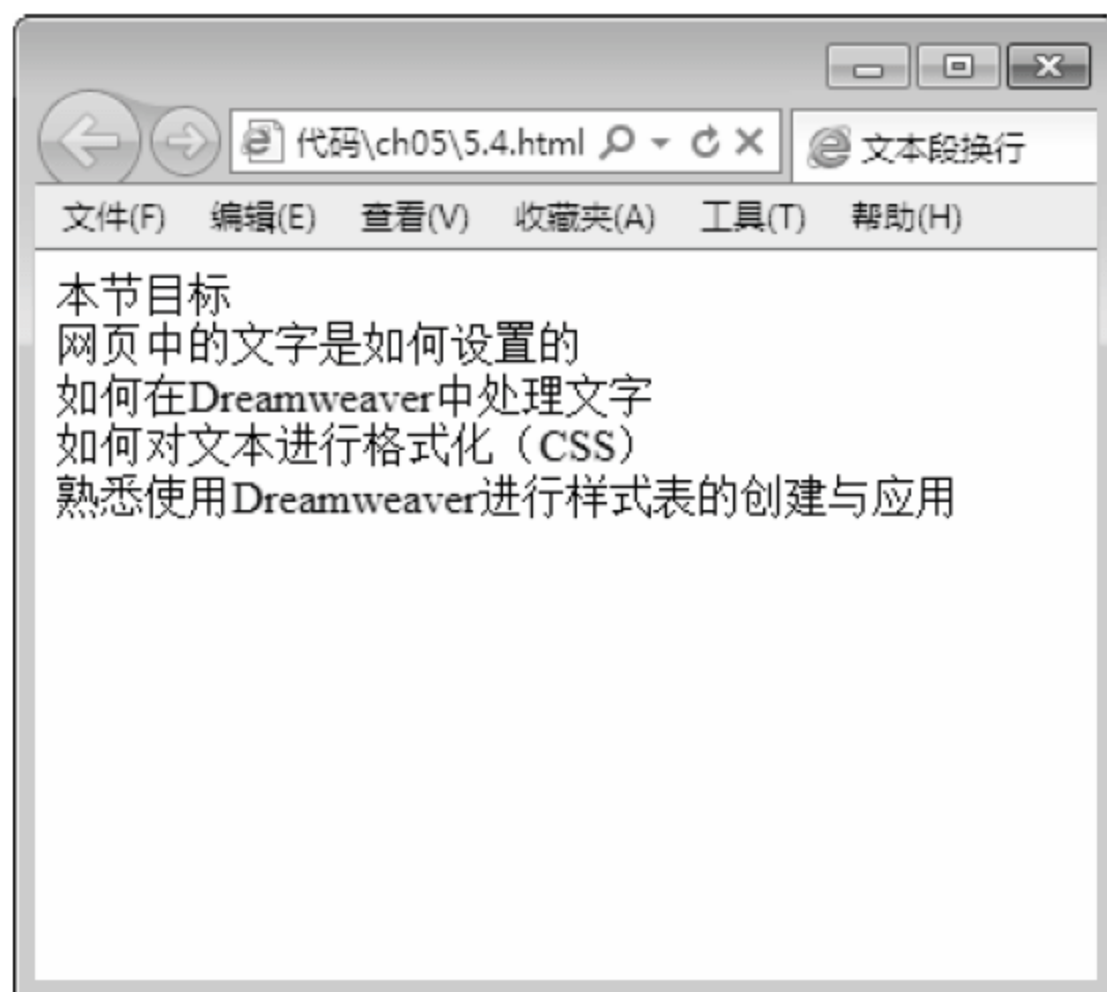 代码\ch05\5.4.html
文本段换行
文件(F) 编辑(E) 查看(V) 收藏夹(A) 工具(T) 帮助(H)
本节目标
网页中的文字是如何设置的
如何在Dreamweaver中处理文字
如何对文本进行格式化（CSS）
熟悉使用Dreamweaver进行样式表的创建与应用